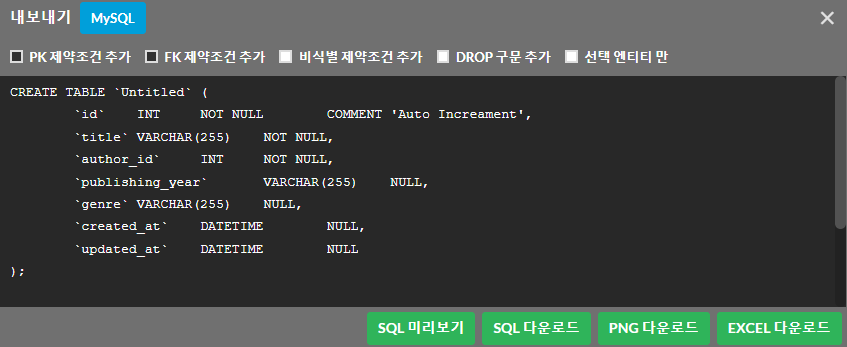 내보내기 MySQL ×
PK 제약조건 추가 FK 제약조건 추가 비식별 제약조건 추가 DROP 구문 추가 선택 엔티티 만
CREATE TABLE `Untitled` (
`id` INT NOT NULL COMMENT 'Auto Increament',
`title` VARCHAR(255) NOT NULL,
`author_id` INT NOT NULL,
`publishing_year` VARCHAR(255) NULL,
`genre` VARCHAR(255) NULL,
`created_at` DATETIME NULL,
`updated_at` DATETIME NULL
);
SQL 미리보기 SQL 다운로드 PNG 다운로드 EXCEL 다운로드